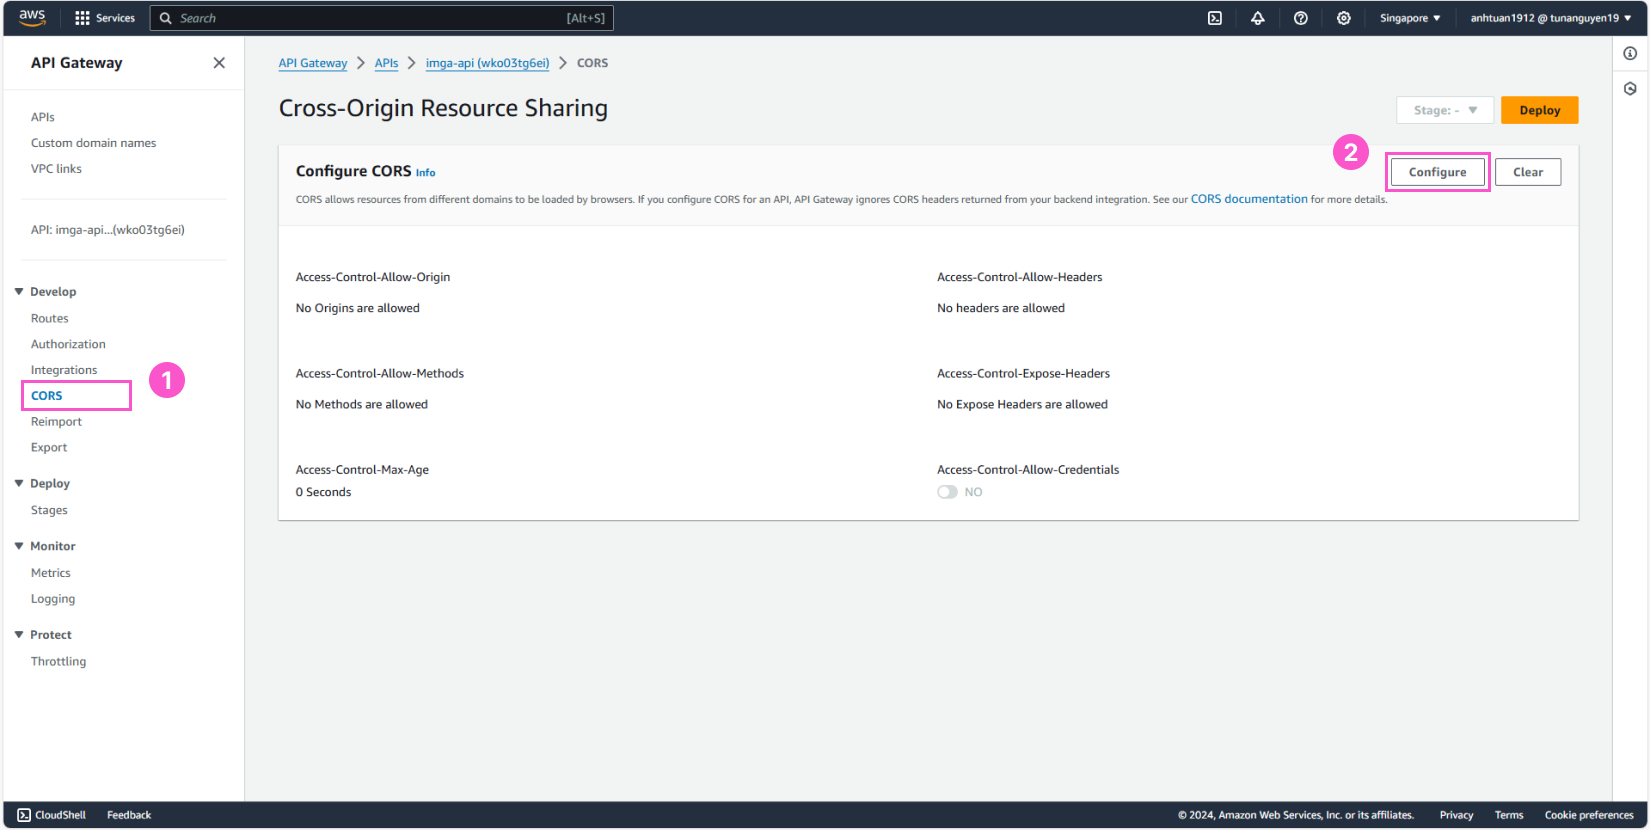 aws
Services
Search
[Alt+S]
Singapore ▼
anhtuan1912 @ tunanguyen19 ▼
API Gateway
APIs
Custom domain names
VPC links
API: imga-api...(wko03tg6ei)
Develop
Routes
Authorization
Integrations
CORS
1
Reimport
Export
Deploy
Stages
Monitor
Metrics
Logging
Protect
Throttling
API Gateway > APIs > imga-api (wko03tg6ei) > CORS
Cross-Origin Resource Sharing
Stage: - ▼
Deploy
Configure CORS Info
2
Configure
Clear
CORS allows resources from different domains to be loaded by browsers. If you configure CORS for an API, API Gateway ignores CORS headers returned from your backend integration. See our CORS documentation for more details.
Access-Control-Allow-Origin
No Origins are allowed
Access-Control-Allow-Headers
No headers are allowed
Access-Control-Allow-Methods
No Methods are allowed
Access-Control-Expose-Headers
No Expose Headers are allowed
Access-Control-Max-Age
0 Seconds
Access-Control-Allow-Credentials
NO
CloudShell
Feedback
© 2024, Amazon Web Services, Inc. or its affiliates.
Privacy
Terms
Cookie preferences